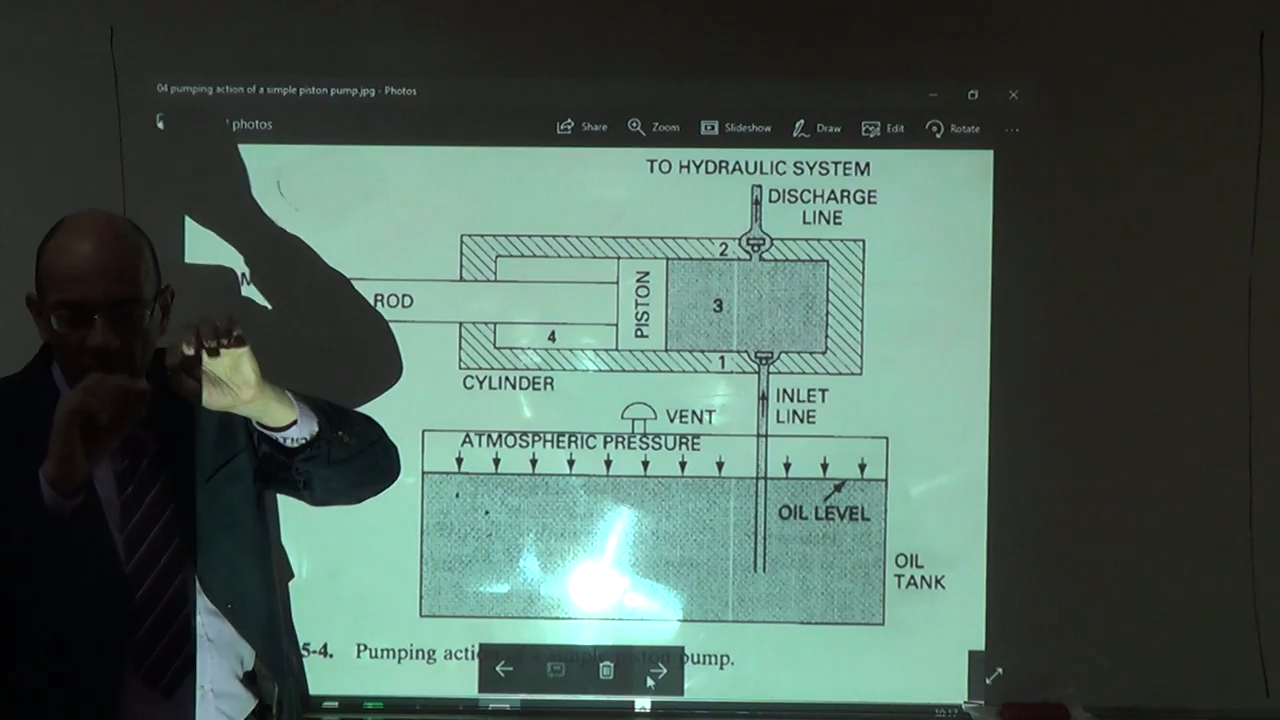 04 pumping action of a simple piston pump.jpg - Photos
photos
Share
Zoom
Slideshow
Draw
Edit
Rotate
TO HYDRAULIC SYSTEM
DISCHARGE
LINE
2
ROD
PISTON
3
4
1
CYLINDER
INLET
LINE
VENT
ATMOSPHERIC PRESSURE
OIL LEVEL
OIL
TANK
5-4. Pumping acti pump.